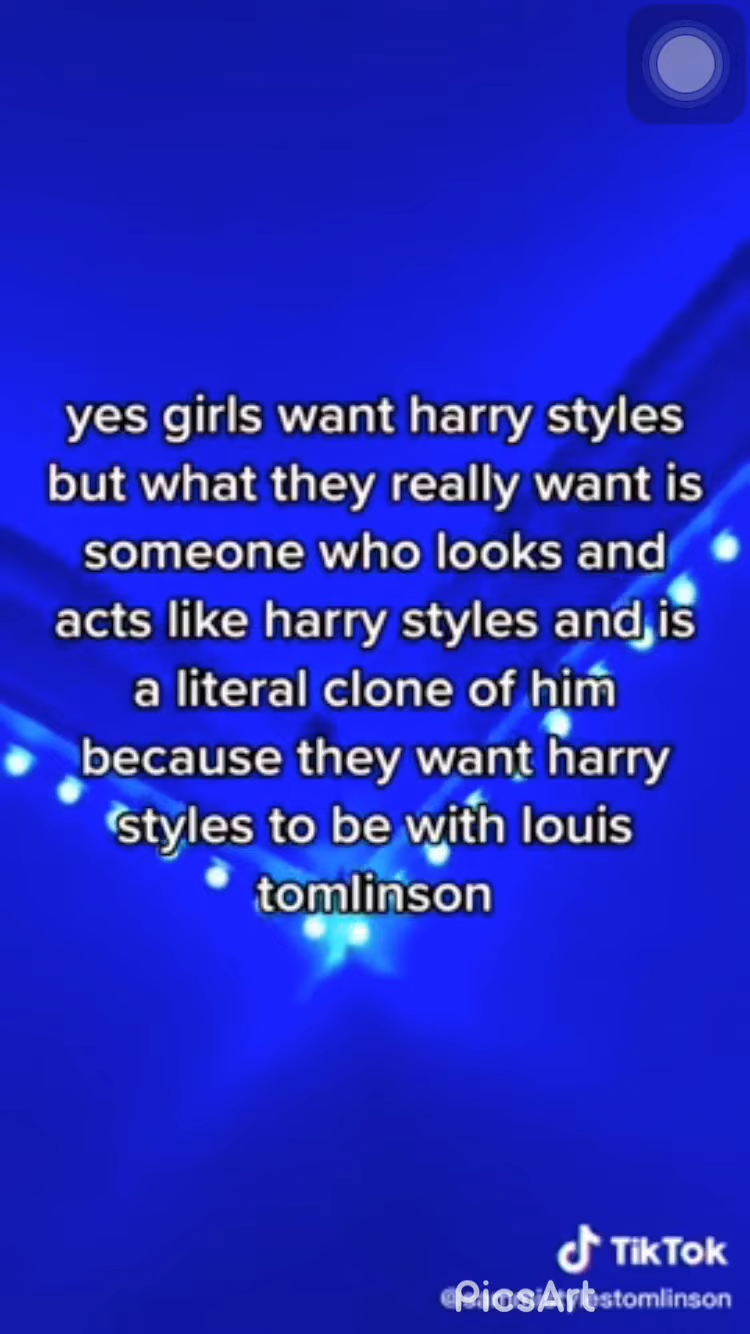 yes girls want harry styles
but what they really want is
someone who looks and
acts like harry styles and is
a literal clone of him
because they want harry
styles to be with louis
tomlinson
TikTok
PicsArt